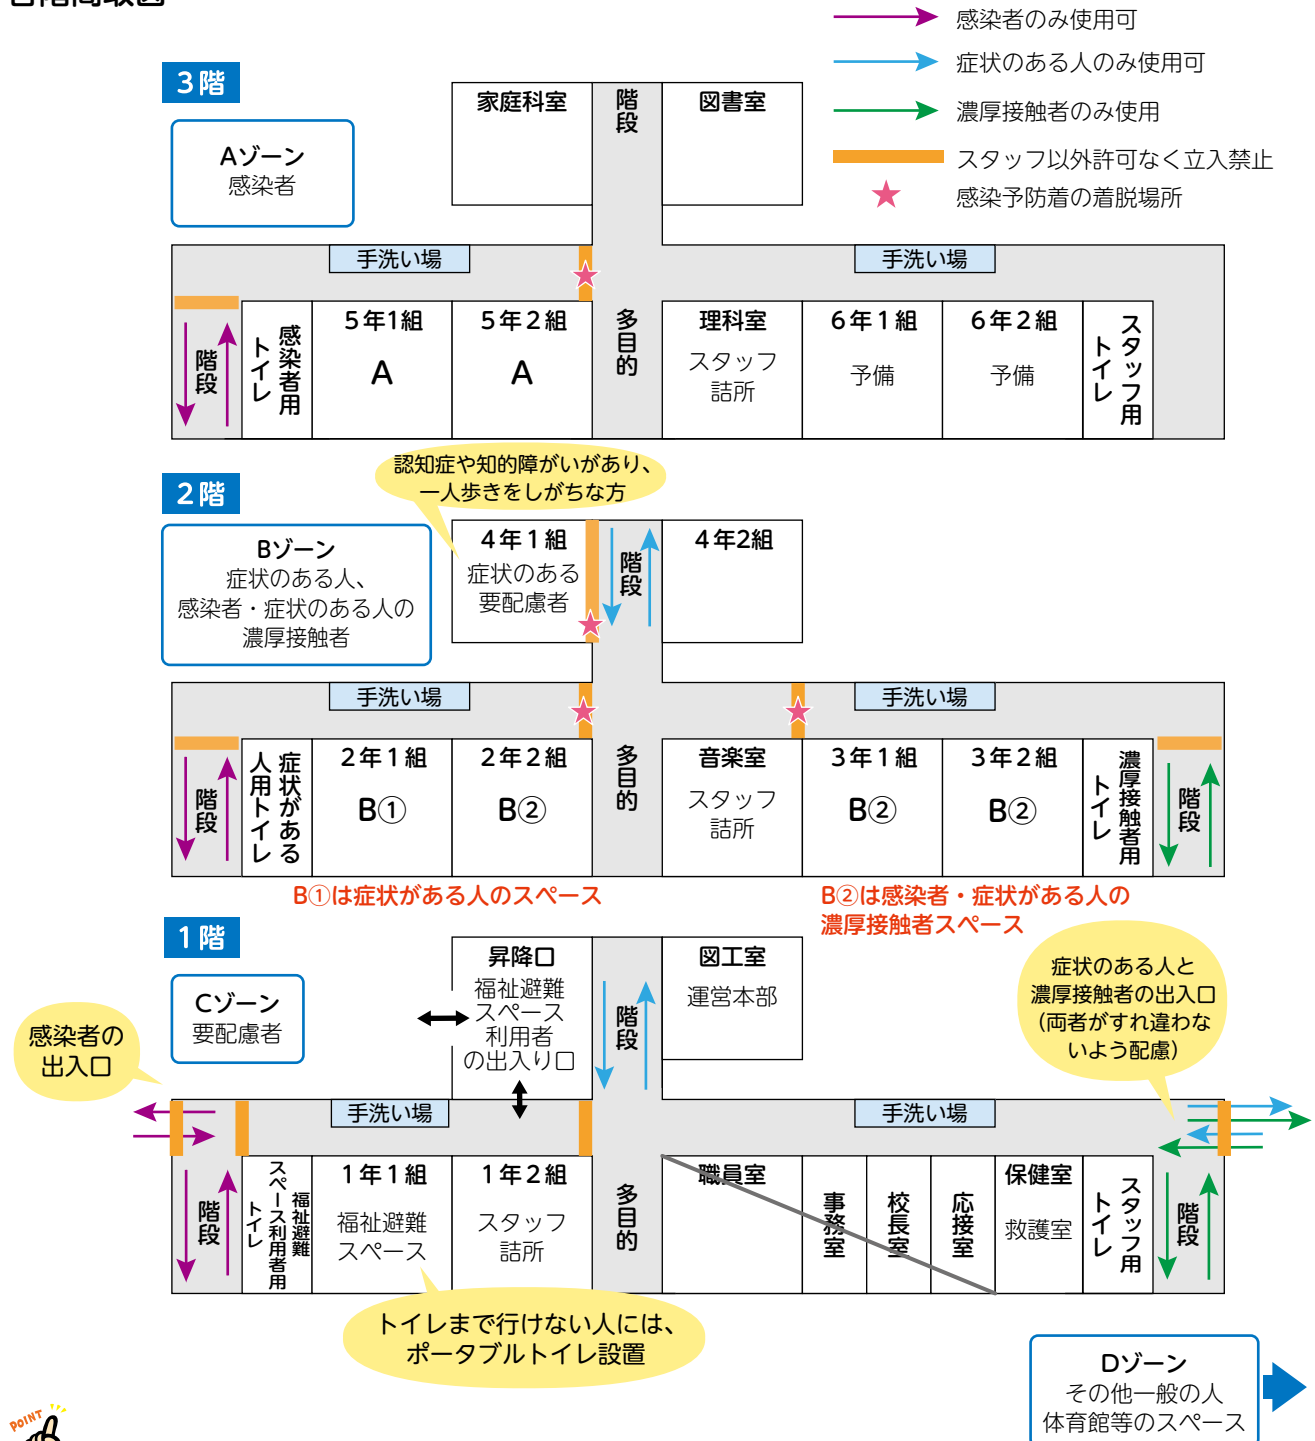 感染者のみ使用可
症状のある人のみ使用可
濃厚接触者のみ使用
スタッフ以外許可なく立入禁止
感染予防着の着脱場所
3階
Aゾーン
感染者
家庭科室
階段
図書室
手洗い場
手洗い場
階段
感染者用
トイレ
5年1組
A
5年2組
A
多目的
理科室
スタッフ
詰所
6年1組
予備
6年2組
予備
スタッフ用
トイレ
認知症や知的障がいがあり、
一人歩きをしがちな方
2階
Bゾーン
症状のある人、
感染者・症状のある人の
濃厚接触者
4年1組
症状のある
要配慮者
階段
4年2組
手洗い場
手洗い場
階段
症状がある
人用トイレ
2年1組
B①
2年2組
B②
多目的
音楽室
スタッフ
詰所
3年1組
B②
3年2組
B②
濃厚接触者用
トイレ
階段
B①は症状がある人のスペース
B②は感染者・症状がある人の
濃厚接触者スペース
1階
Cゾーン
要配慮者
感染者の
出入口
昇降口
福祉避難
スペース
利用者
の出入り口
階段
図工室
運営本部
症状のある人と
濃厚接触者の出入口
(両者がすれ違わな
いよう配慮)
手洗い場
手洗い場
階段
福祉避難
スペース利用者用
トイレ
1年1組
福祉避難
スペース
1年2組
スタッフ
詰所
多目的
職員室
事務室
校長室
応接室
保健室
救護室
スタッフ用
トイレ
階段
トイレまで行けない人には、
ポータブルトイレ設置
Dゾーン
その他一般の人
体育館等のスペース
POINT